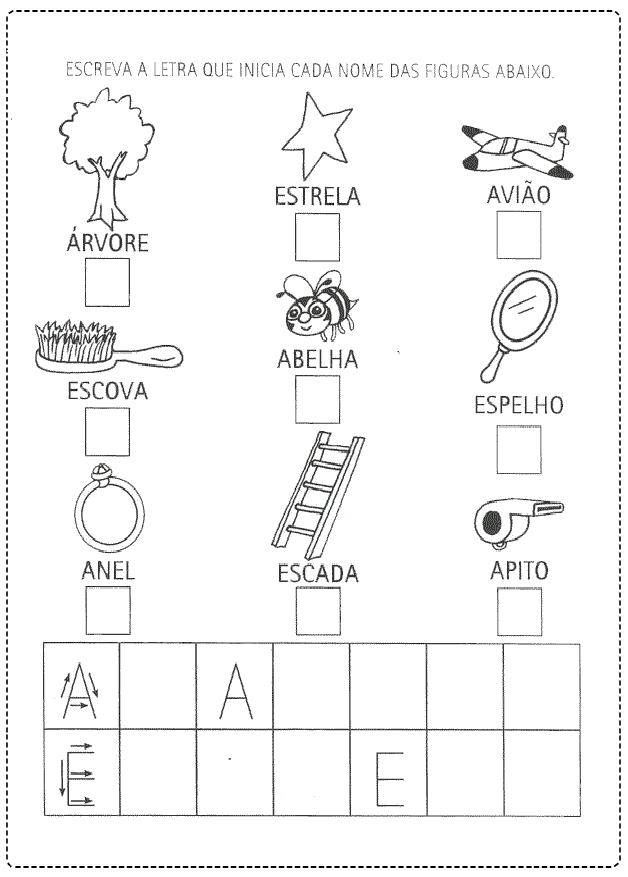 ESCREVA A LETRA QUE INICIA CADA NOME DAS FIGURAS ABAIXO.
ÁRVORE
ESTRELA
AVIÃO
ESCOVA
ABELHA
ESPELHO
ANEL
ESCADA
APITO
A A
E E